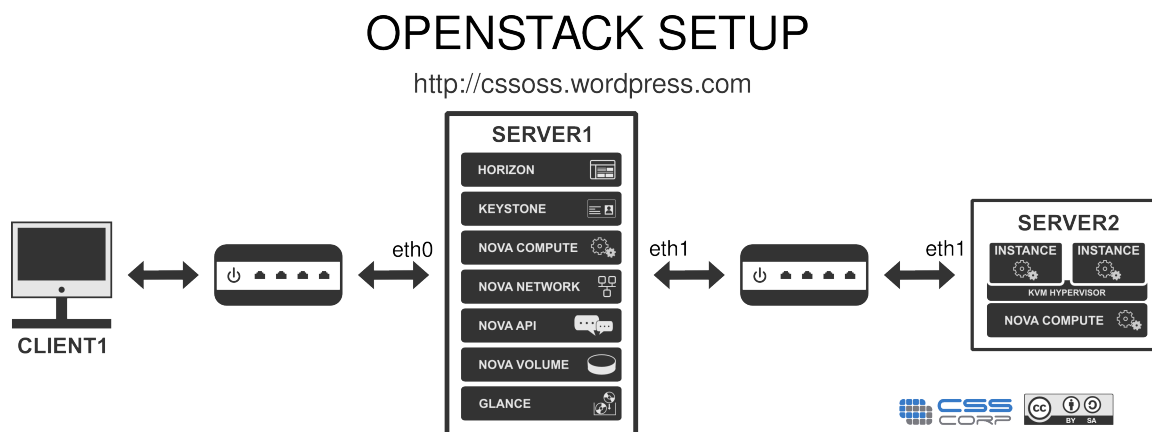 OPENSTACK SETUP
http://cssoss.wordpress.com
SERVER1
HORIZON
KEYSTONE
NOVA COMPUTE
NOVA NETWORK
NOVA API
NOVA VOLUME
GLANCE
eth0
eth1
eth1
CLIENT1
SERVER2
INSTANCE INSTANCE
KVM HYPERVISOR
NOVA COMPUTE
CSS
CORP
cc
BY SA